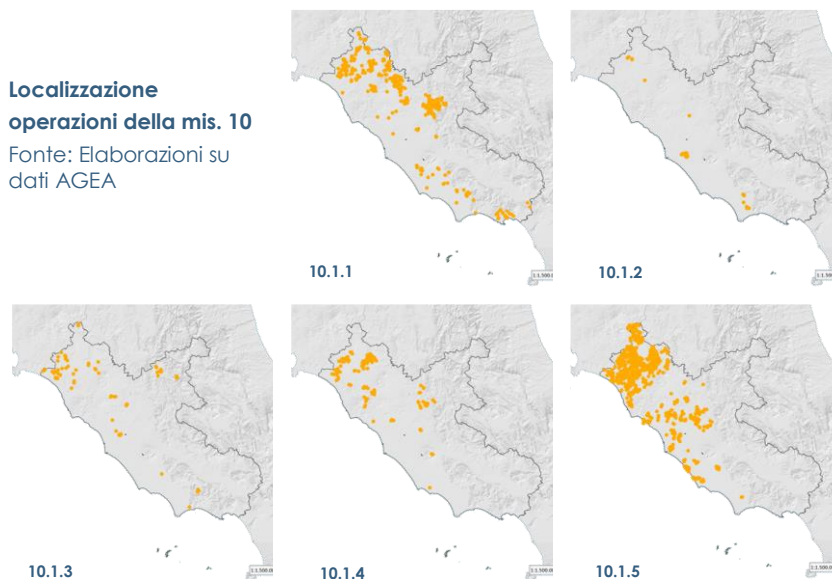 Localizzazione
operazioni della mis. 10
Fonte: Elaborazioni su
dati AGEA
10.1.1
10.1.2
10.1.3
10.1.4
10.1.5